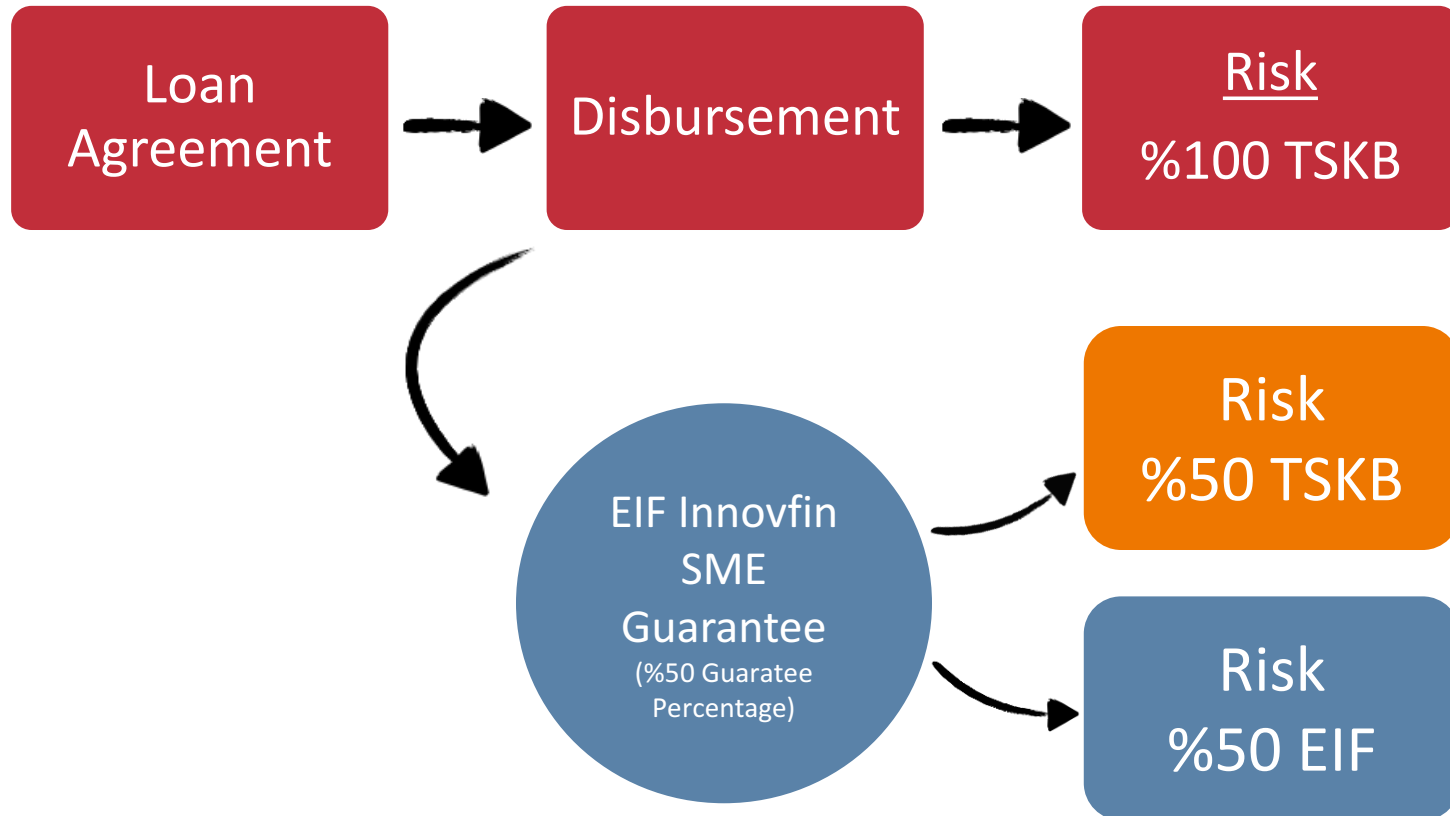 Loan
Agreement
Disbursement
Risk
%100 TSKB
EIF Innovfin
SME
Guarantee
(%50 Guaratee
Percentage)
Risk
%50 TSKB
Risk
%50 EIF